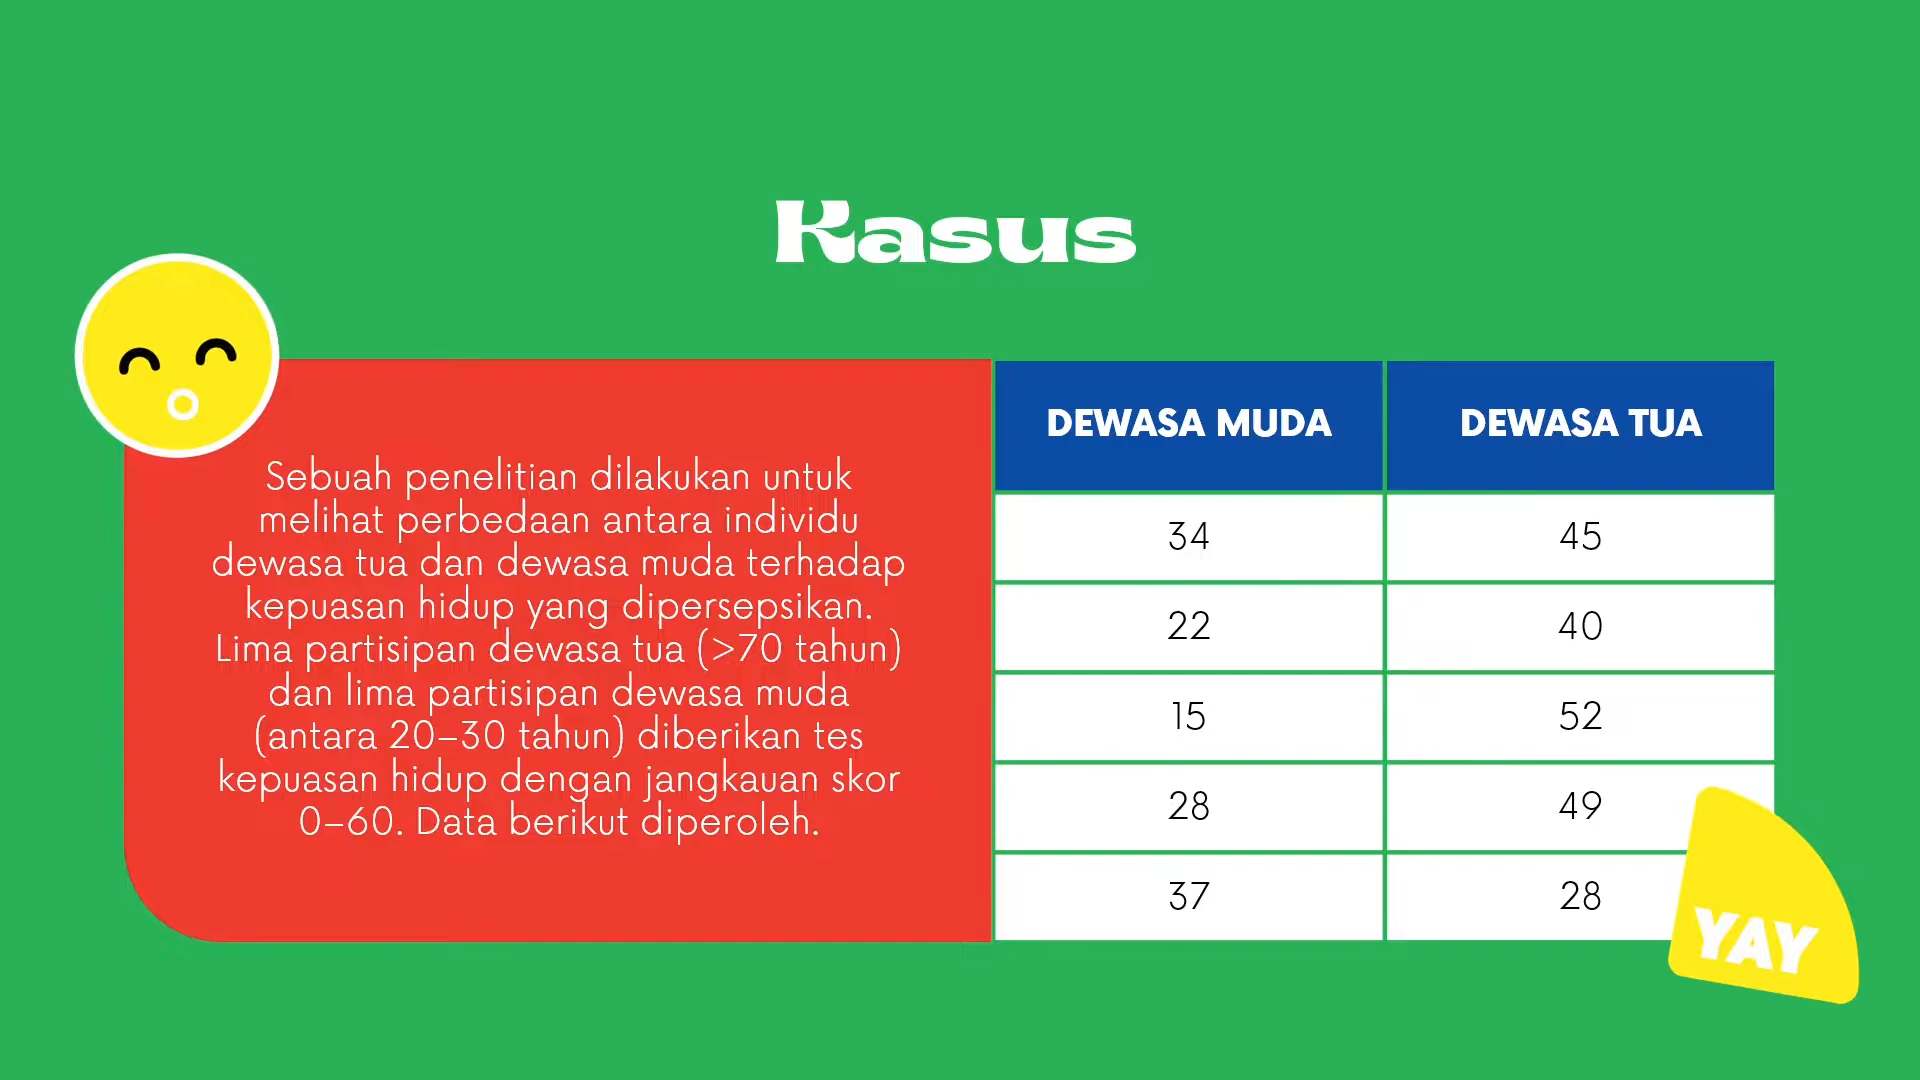 Kasus
Sebuah penelitian dilakukan untuk
melihat perbedaan antara individu
dewasa tua dan dewasa muda terhadap
kepuasan hidup yang dipersepsikan.
Lima partisipan dewasa tua (>70 tahun)
dan lima partisipan dewasa muda
(antara 20–30 tahun) diberikan tes
kepuasan hidup dengan jangkauan skor
0–60. Data berikut diperoleh.
DEWASA MUDA DEWASA TUA
34 45
22 40
15 52
28 49
37 28
YAY